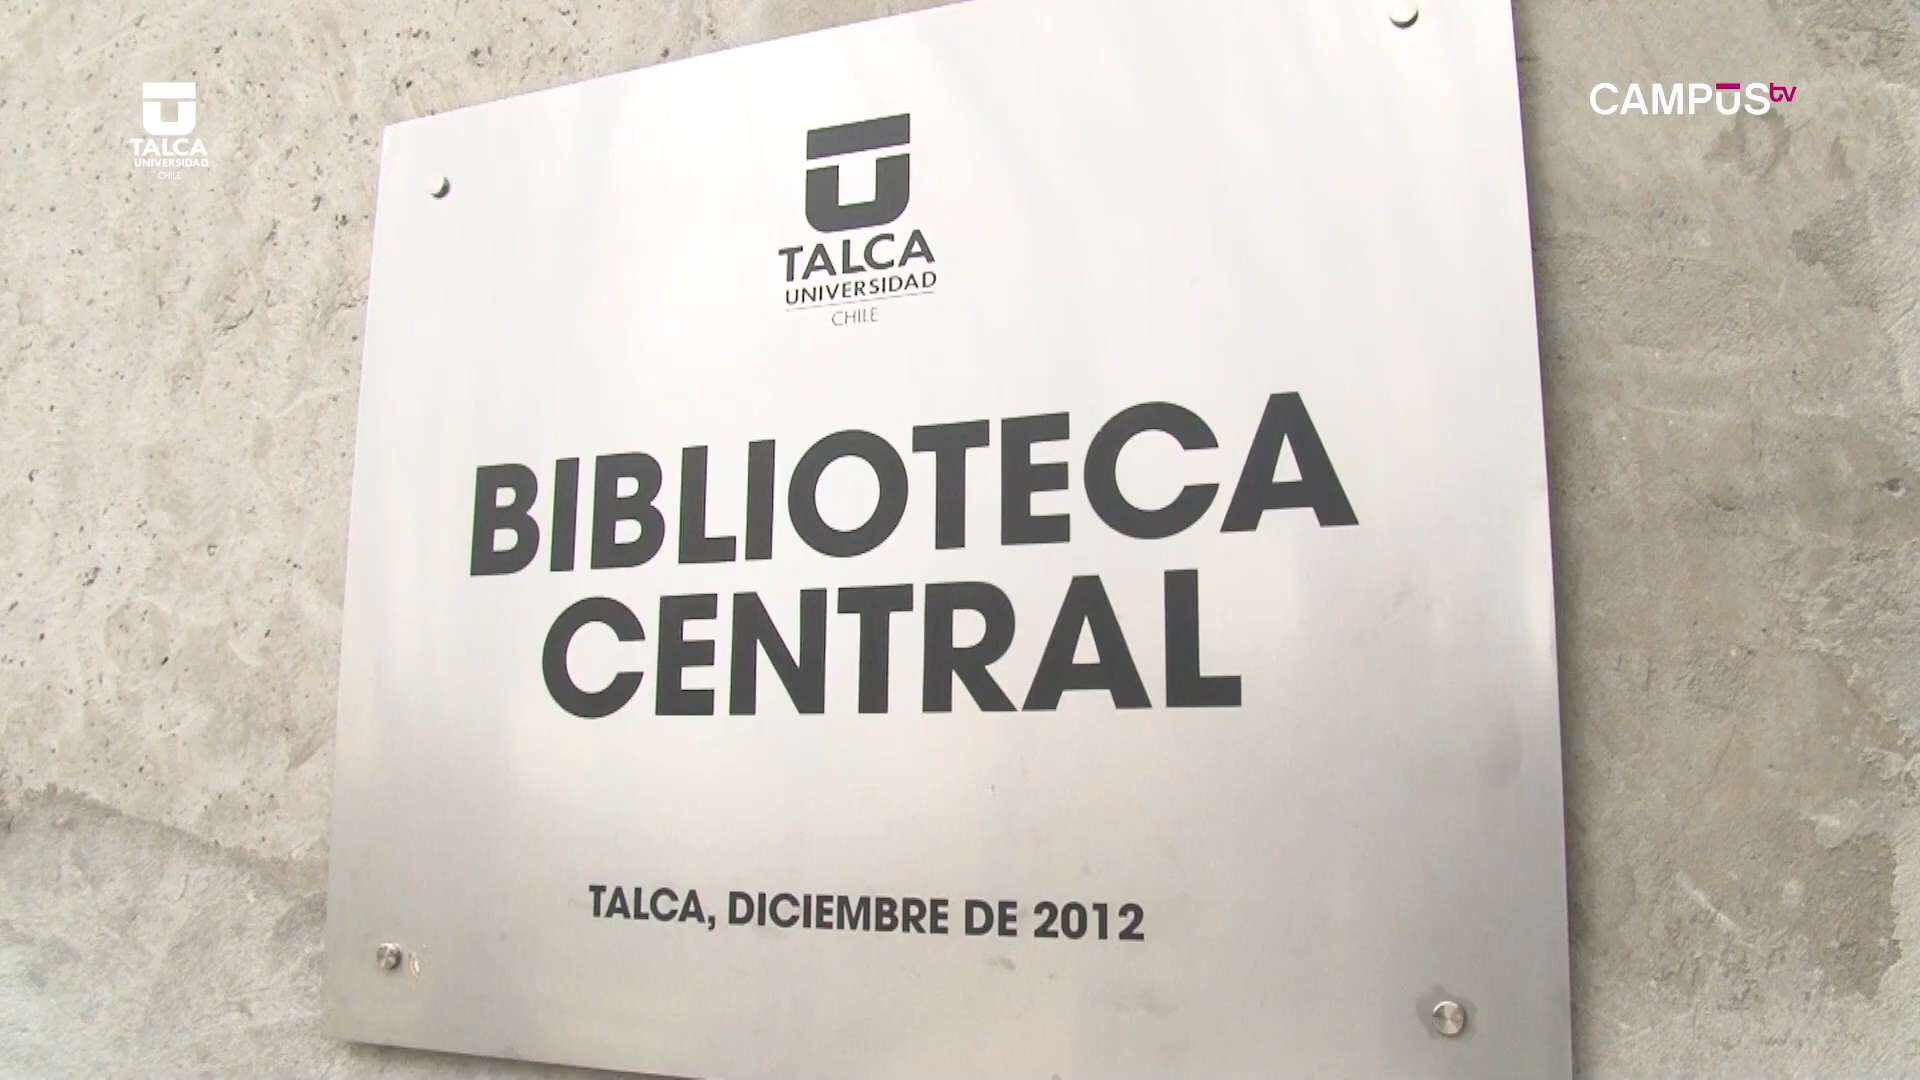 TALCA
UNIVERSIDAD
CHILE
CAMPUStv
TALCA
UNIVERSIDAD
CHILE
BIBLIOTECA
CENTRAL
TALCA, DICIEMBRE DE 2012